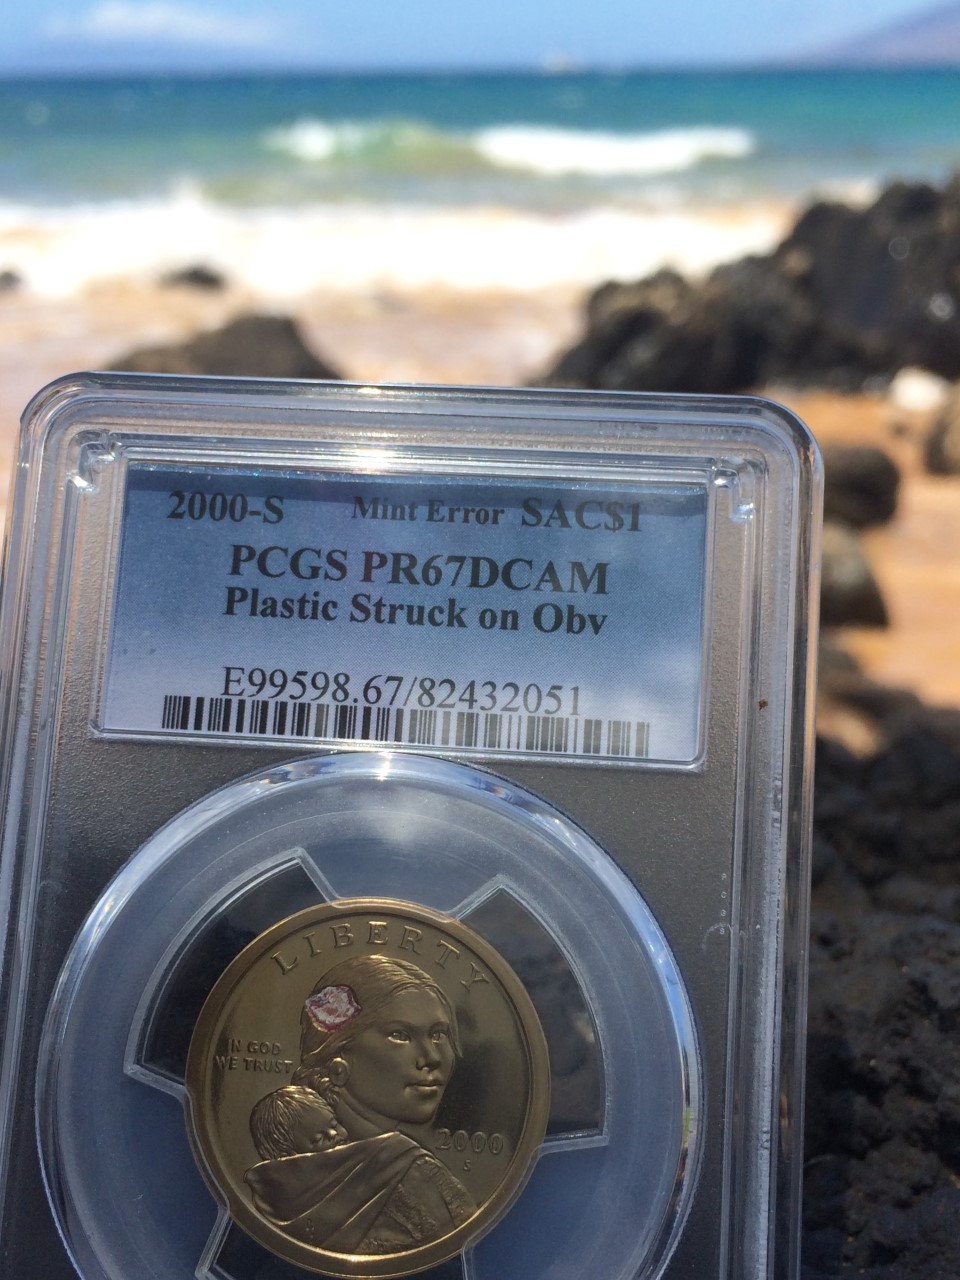 2000-S Mint Error SAC$1
PCGS PR67DCAM
Plastic Struck on Obv
E99598.67/82432051
PCGS
LIBERTY
IN GOD
WE TRUST
2000
S